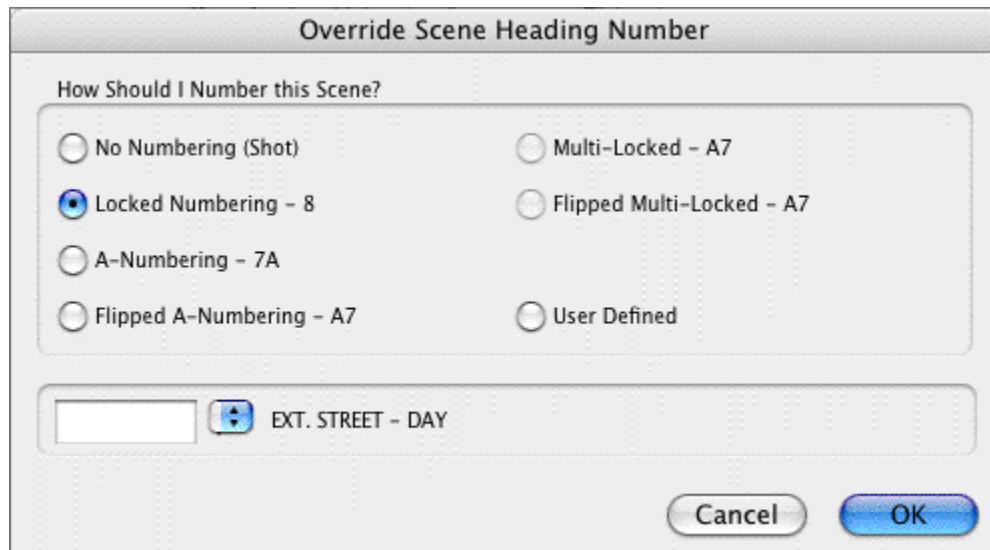 Override Scene Heading Number
How Should I Number this Scene?
No Numbering (Shot)
Multi-Locked - A7
Locked Numbering - 8
Flipped Multi-Locked - A7
A-Numbering - 7A
Flipped A-Numbering - A7
User Defined
EXT. STREET - DAY
Cancel
OK